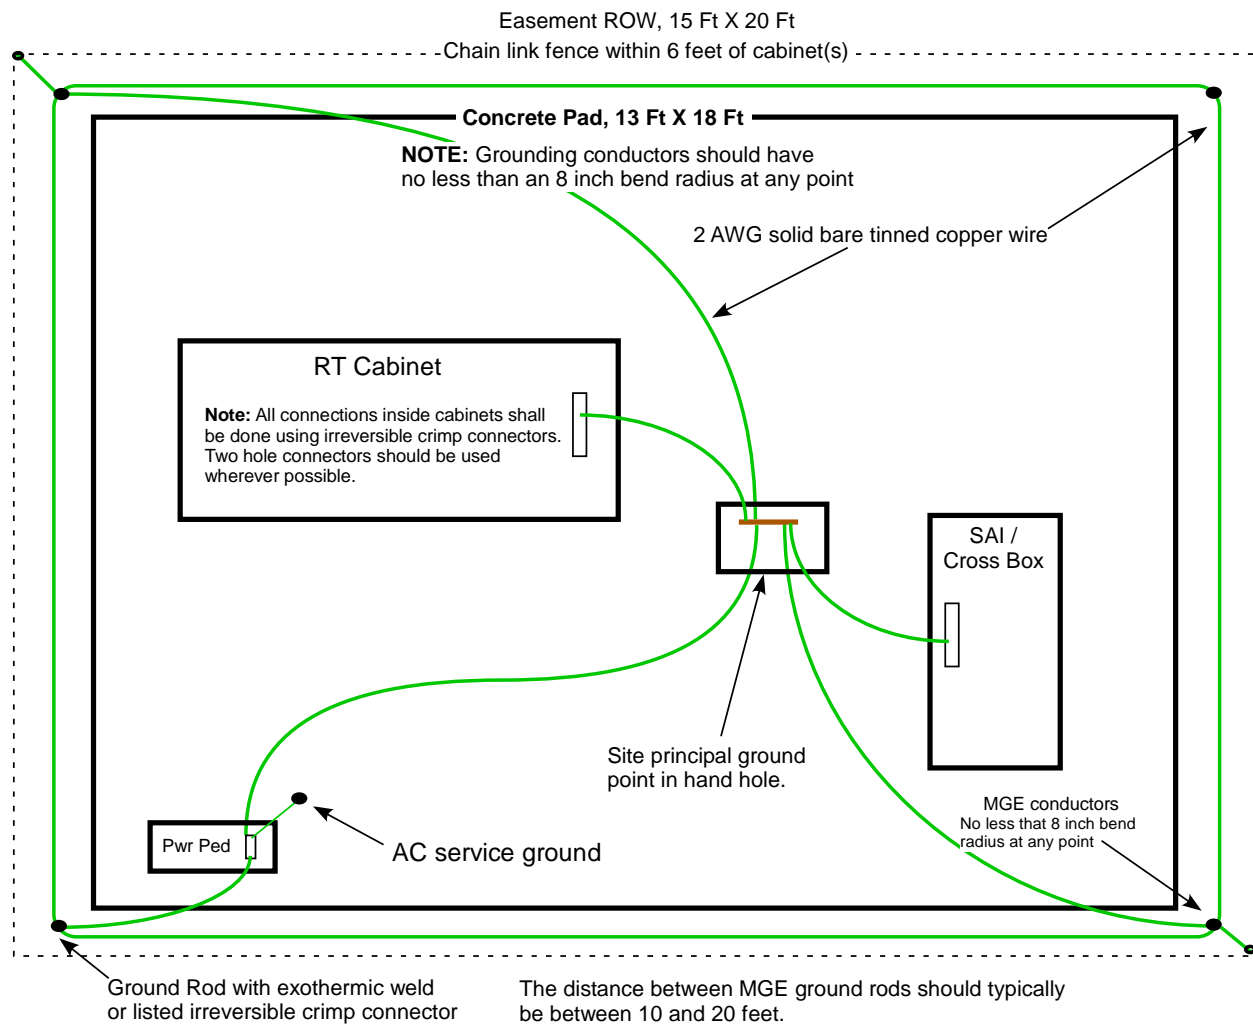 Easement ROW, 15 Ft X 20 Ft
Chain link fence within 6 feet of cabinet(s)
Concrete Pad, 13 Ft X 18 Ft
NOTE: Grounding conductors should have
no less than an 8 inch bend radius at any point
2 AWG solid bare tinned copper wire
RT Cabinet
Note: All connections inside cabinets shall
be done using irreversible crimp connectors.
Two hole connectors should be used
wherever possible.
SAI /
Cross Box
Site principal ground
point in hand hole.
MGE conductors
No less that 8 inch bend
radius at any point
Pwr Ped
AC service ground
Ground Rod with exothermic weld
or listed irreversible crimp connector
The distance between MGE ground rods should typically
be between 10 and 20 feet.